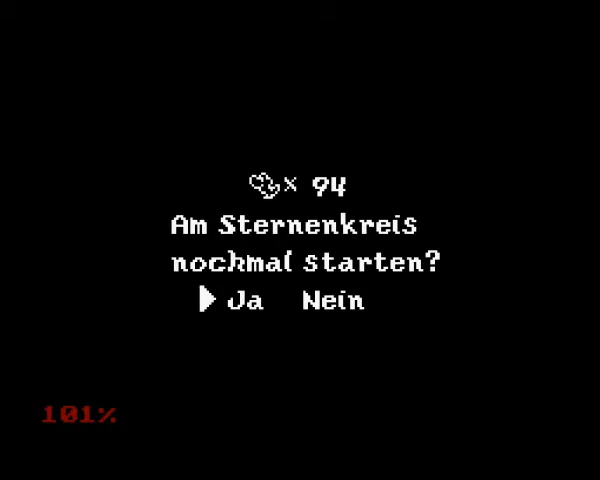 × 94
Am Sternenkreis
nochmal starten?
Ja Nein
101%